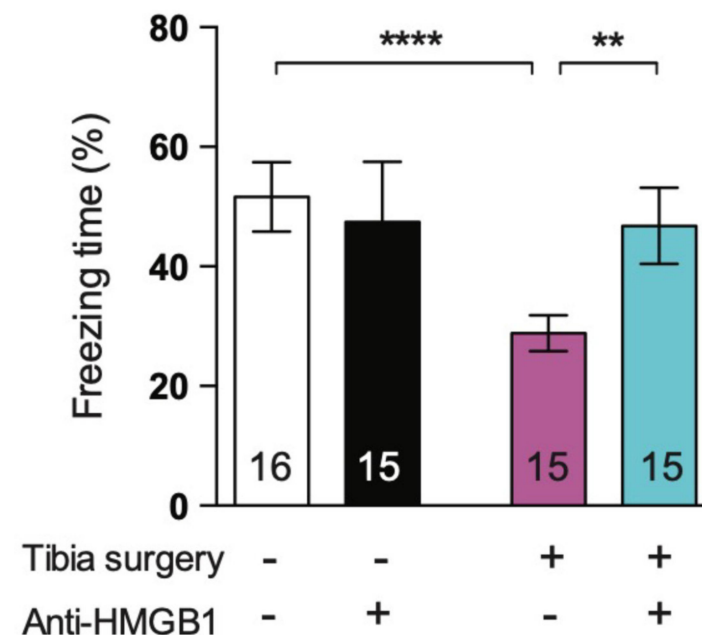 80
**** **
60
40
20
0
Freezing time (%)
16 15 15 15
Tibia surgery - - + +
Anti-HMGB1 - + - +